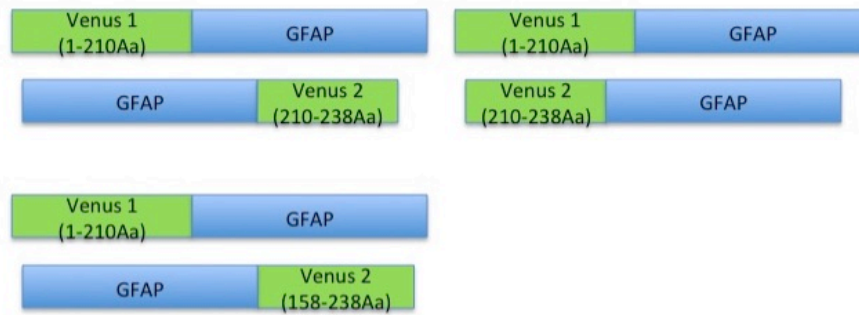 Venus 1
(1-210Aa)
GFAP
GFAP
Venus 2
(210-238Aa)
Venus 1
(1-210Aa)
GFAP
Venus 2
(210-238Aa)
GFAP
Venus 1
(1-210Aa)
GFAP
GFAP
Venus 2
(158-238Aa)